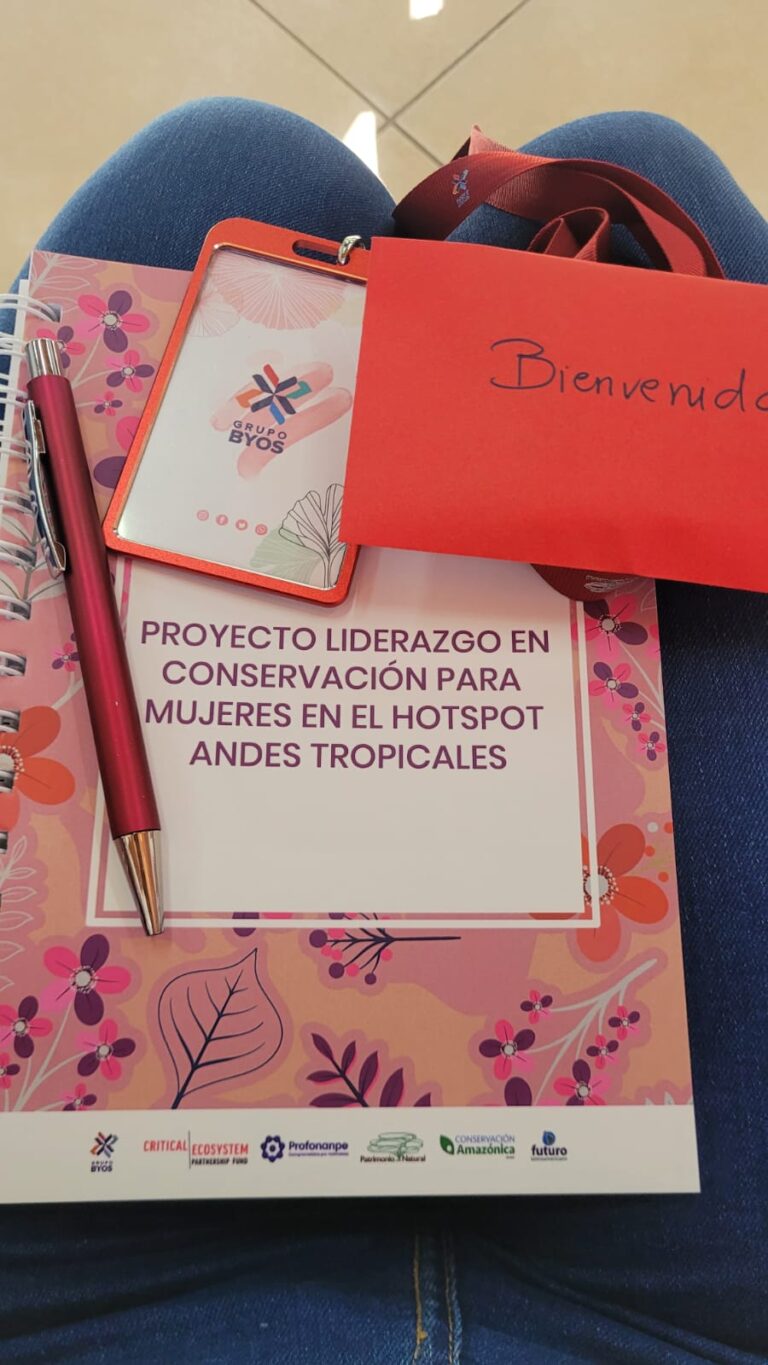 Bienvenido
GRUPO
BYOS
PROYECTO LIDERAZGO EN
CONSERVACIÓN PARA
MUJERES EN EL HOTSPOT
ANDES TROPICALES
GRUPO
BYOS
CRITICAL ECOSYSTEM
PARTNERSHIP FUND
Profonanpe
Patrimonio Natural
CONSERVACIÓN
Amazónica
futuro